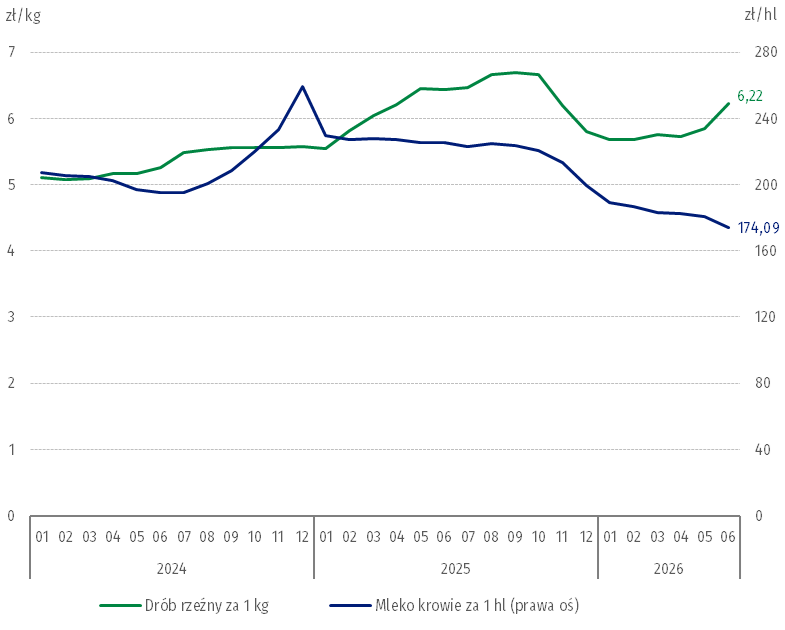 zł/kg zł/hl
7 280
6,22
6 240
5 200
174,09
4 160
3 120
2 80
1 40
0 0
01 02 03 04 05 06 07 08 09 10 11 12 01 02 03 04 05 06 07 08 09 10 11 12 01 02 03 04 05 06
2024 2025 2026
Drób rzeźny za 1 kg Mleko krowie za 1 hl (prawa oś)